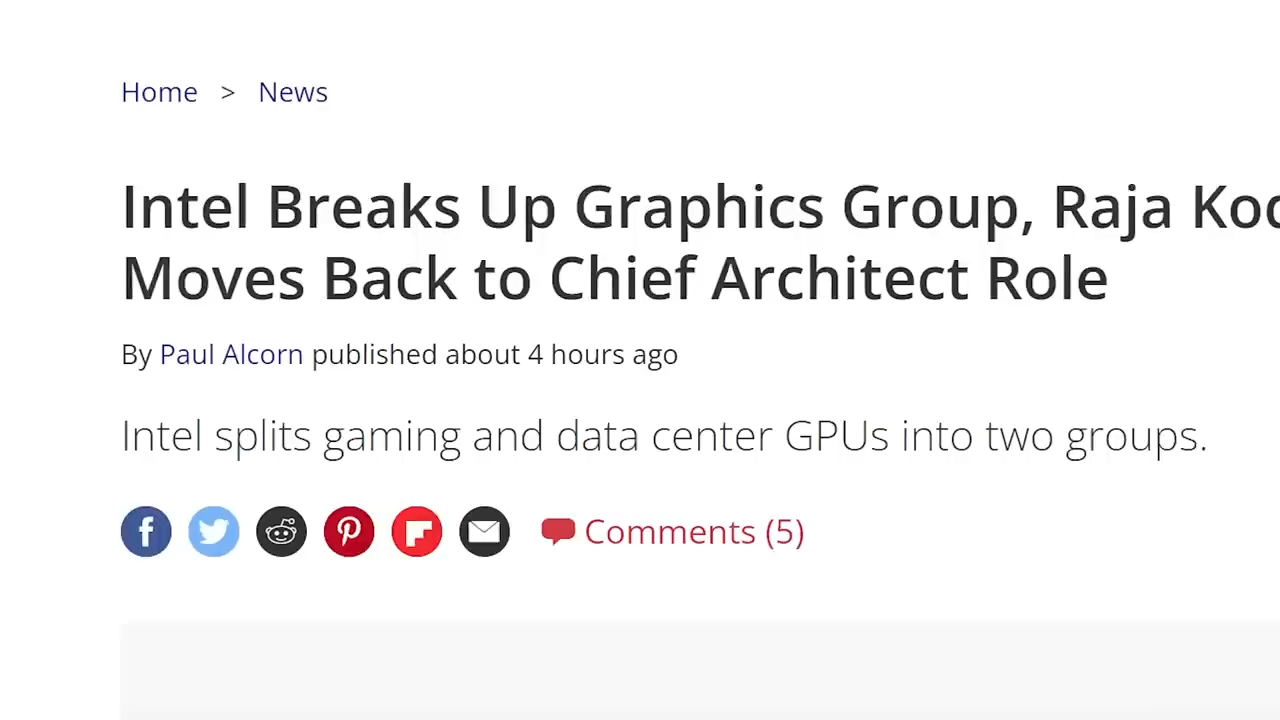 Home > News
Intel Breaks Up Graphics Group, Raja
Moves Back to Chief Architect Role
By Paul Alcorn published about 4 hours ago
Intel splits gaming and data center GPUs into two groups.
Comments (5)